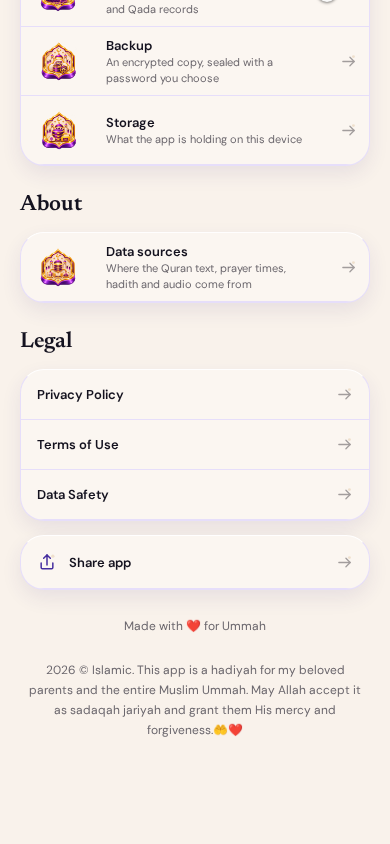 and Qada records
Backup
An encrypted copy, sealed with a
password you choose
Storage
What the app is holding on this device
About
Data sources
Where the Quran text, prayer times,
hadith and audio come from
Legal
Privacy Policy
Terms of Use
Data Safety
Share app
Made with ❤️ for Ummah
2026 © Islamic. This app is a hadiyah for my beloved
parents and the entire Muslim Ummah. May Allah accept it
as sadaqah jariyah and grant them His mercy and
forgiveness.🤲❤️